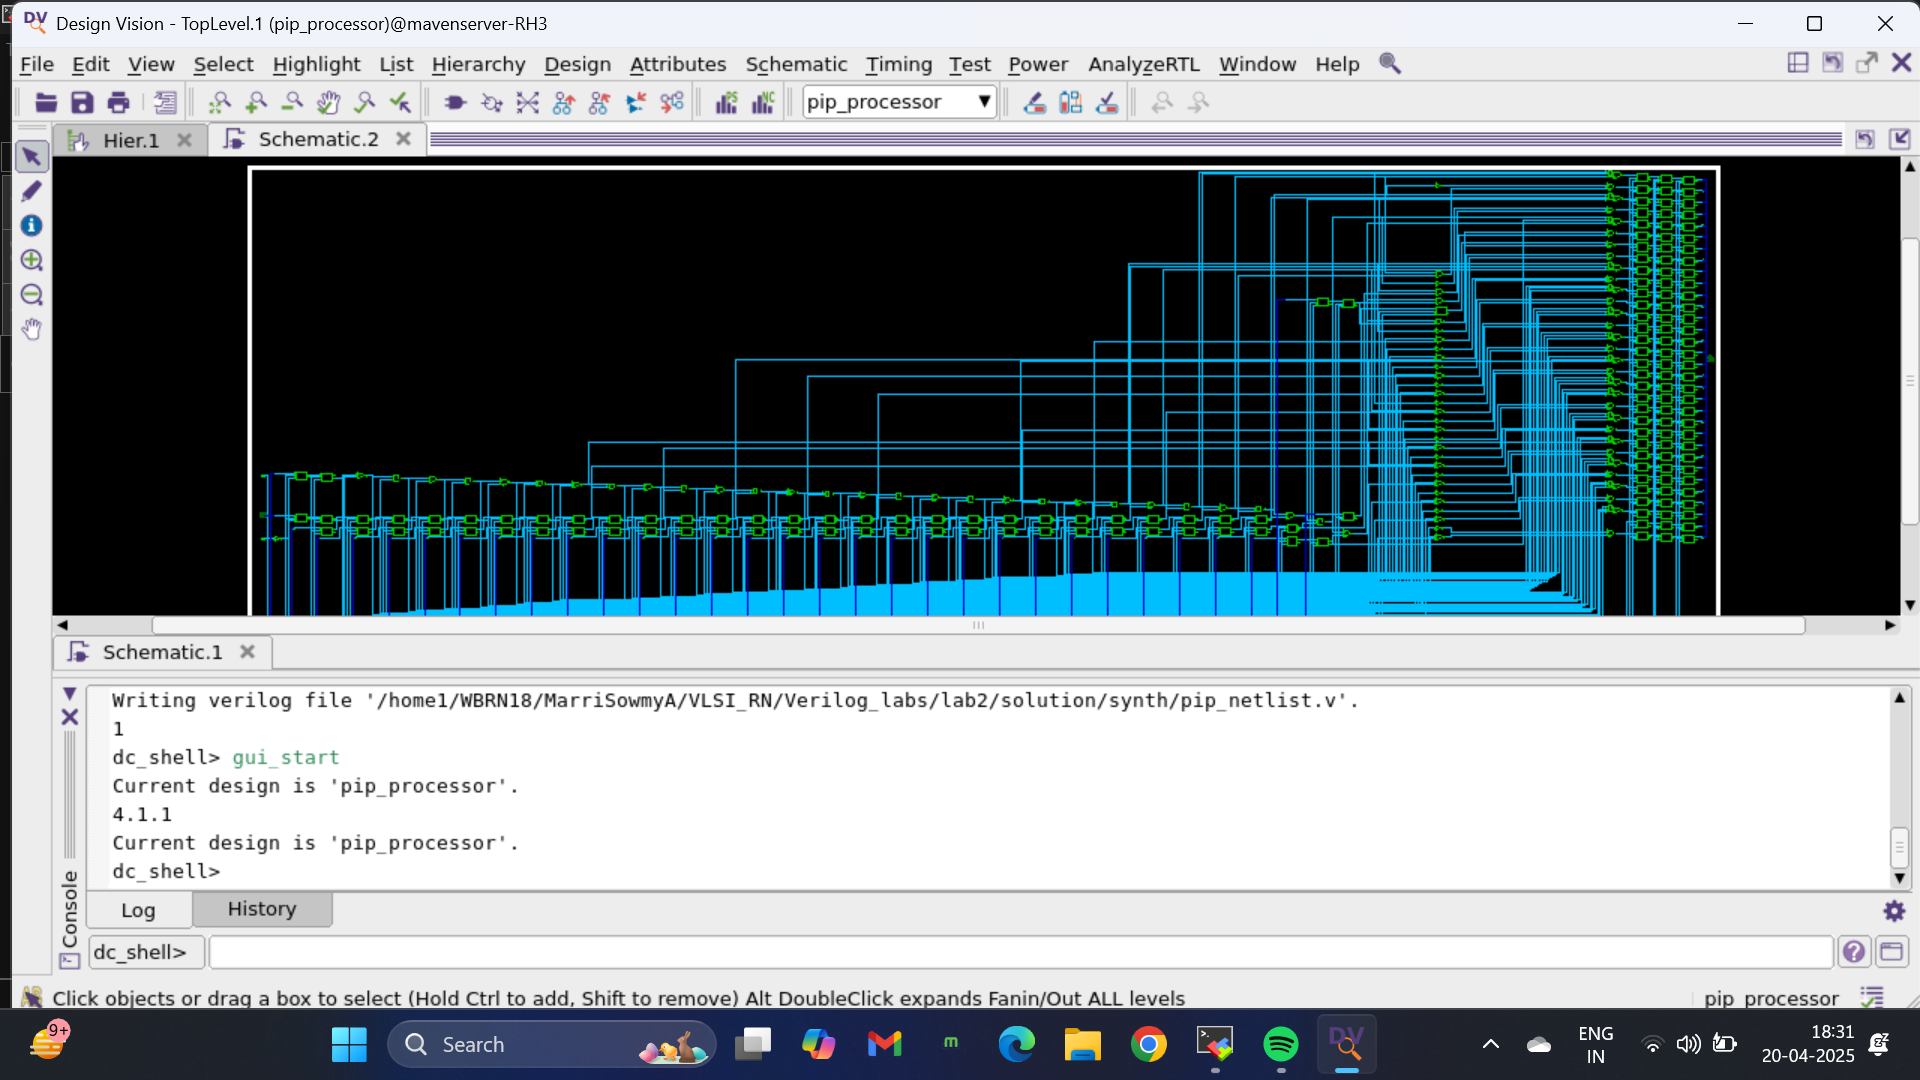 DV Design Vision - TopLevel.1 (pip_processor)@mavenserver-RH3
File Edit View Select Highlight List Hierarchy Design Attributes Schematic Timing Test Power AnalyzeRTL Window Help
PS NC pip_processor
Hier.1 Schematic.2
Schematic.1
Writing verilog file '/home1/WBRN18/MarriSowmyA/VLSI_RN/Verilog_labs/lab2/solution/synth/pip_netlist.v'.
1
dc_shell> gui_start
Current design is 'pip_processor'.
4.1.1
Current design is 'pip_processor'.
dc_shell>
Console
Log History
dc_shell>
Click objects or drag a box to select (Hold Ctrl to add, Shift to remove) Alt DoubleClick expands Fanin/Out ALL levels pip_processor
9+ Search m DV ENG 18:31
IN 20-04-2025